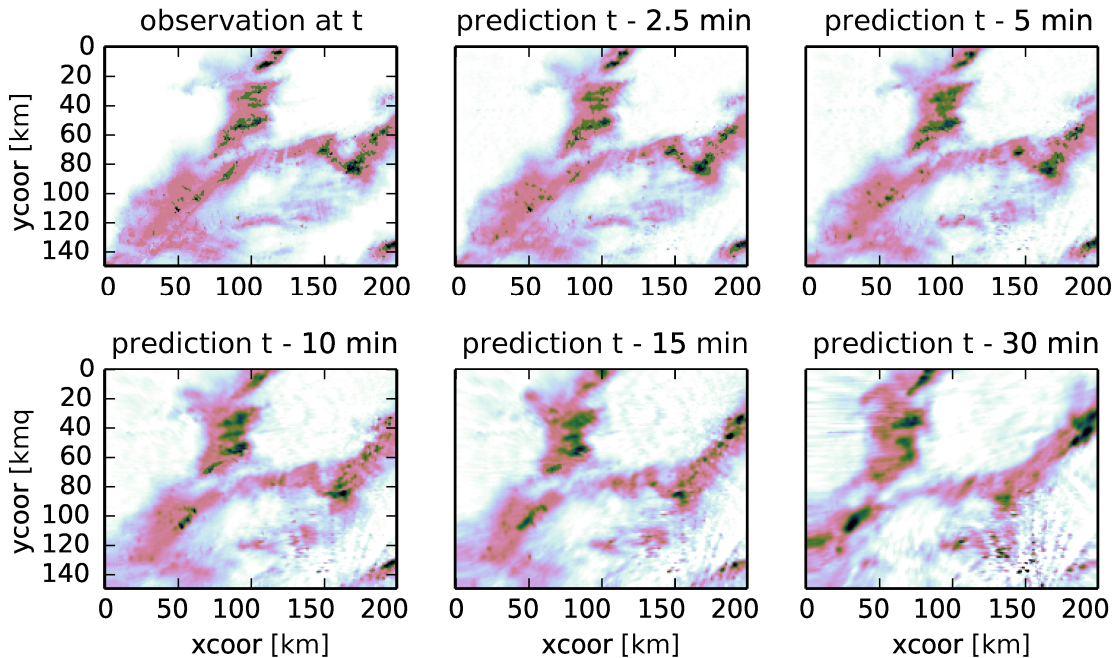 observation at t
prediction t - 2.5 min
prediction t - 5 min
ycoor [km]
0
20
40
60
80
100
120
140
0 50 100 150 200
0 50 100 150 200
0 50 100 150 200
prediction t - 10 min
prediction t - 15 min
prediction t - 30 min
ycoor [kmq
0
20
40
60
80
100
120
140
0 50 100 150 200
0 50 100 150 200
0 50 100 150 200
xcoor [km]
xcoor [km]
xcoor [km]